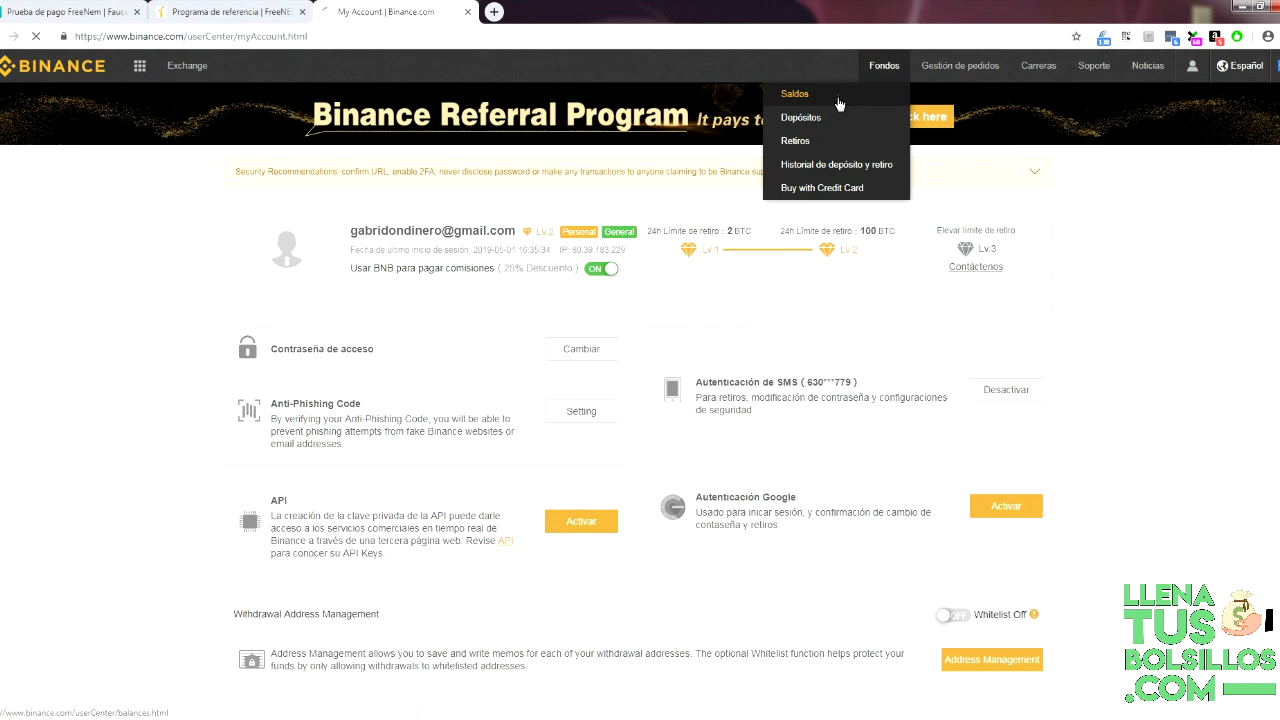 Prueba de pago FreeNem | Fauc
Programa de referencia | FreeNE
My Account | Binance.com
https://www.binance.com/userCenter/myAccount.html
130
6
60
5
BINANCE
Exchange
Fondos
Gestión de pedidos
Carreras
Soporte
Noticias
Español
Binance Referral Program It pays to
ck here
Saldos
Depósitos
Retiros
Historial de depósito y retiro
Buy with Credit Card
Security Recommendations: confirm URL; enable 2FA; never disclose password or make any transactions to anyone claiming to be Binance sup
gabridondinero@gmail.com Lv.2 Personal General
Fecha de último inicio de sesión: 2019-05-01 16:35:34 IP: 80.39.183.229
Usar BNB para pagar comisiones ( 25% Descuento ) ON
24h Límite de retiro : 2 BTC
24h Límite de retiro : 100 BTC
Lv.1
Lv.2
Elevar límite de retiro
Lv.3
Contáctenos
Contraseña de acceso
Cambiar
Anti-Phishing Code
By verifying your Anti-Phishing Code, you will be able to
prevent phishing attempts from fake Binance websites or
email addresses.
Setting
Autenticación de SMS ( 630***779 )
Para retiros, modificación de contraseña y configuraciones
de seguridad
Desactivar
API
La creación de la clave privada de la API puede darle
acceso a los servicios comerciales en tiempo real de
Binance a través de una tercera página web. Revise API
para conocer su API Keys.
Activar
Autenticación Google
Usado para inicar sesión, y confirmación de cambio de
contaseña y retiros.
Activar
Withdrawal Address Management
OFF Whitelist Off
Address Management allows you to save and write memos for each of your withdrawal addresses. The optional Whitelist function helps protect your
funds by only allowing withdrawals to whitelisted addresses.
Address Management
LLENA
TUS
BOLSILLOS
.COM
//www.binance.com/userCenter/balances.html